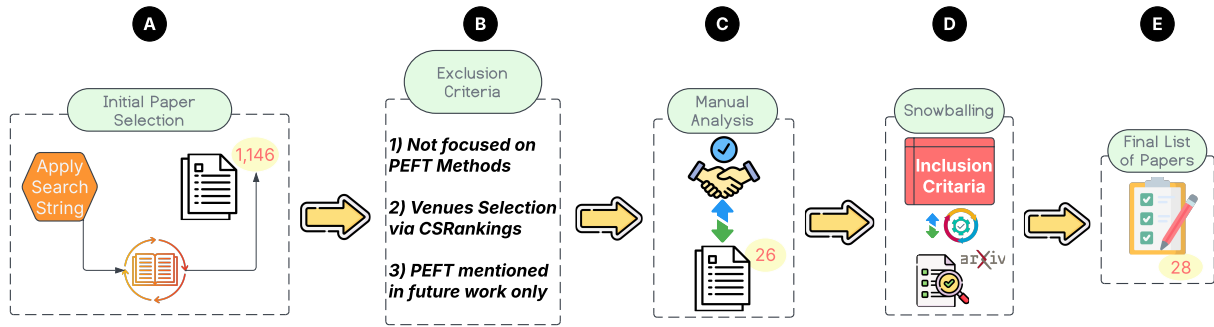 A
B
C
D
E
Initial Paper
Selection
Apply
Search
String
1,146
Exclusion
Criteria
1) Not focused on
PEFT Methods
2) Venues Selection
via CSRankings
3) PEFT mentioned
in future work only
Manual
Analysis
26
Snowballing
Inclusion
Critaria
arXiv
Final List
of Papers
28